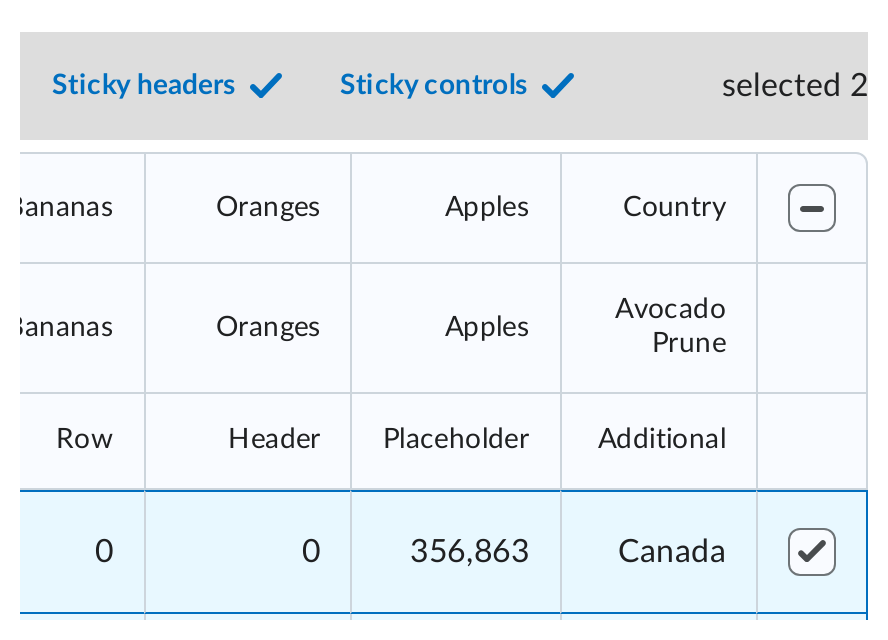 Sticky headers
Sticky controls
selected 2
Bananas
Oranges
Apples
Country
Bananas
Oranges
Apples
Avocado
Prune
Row
Header
Placeholder
Additional
0
0
356,863
Canada